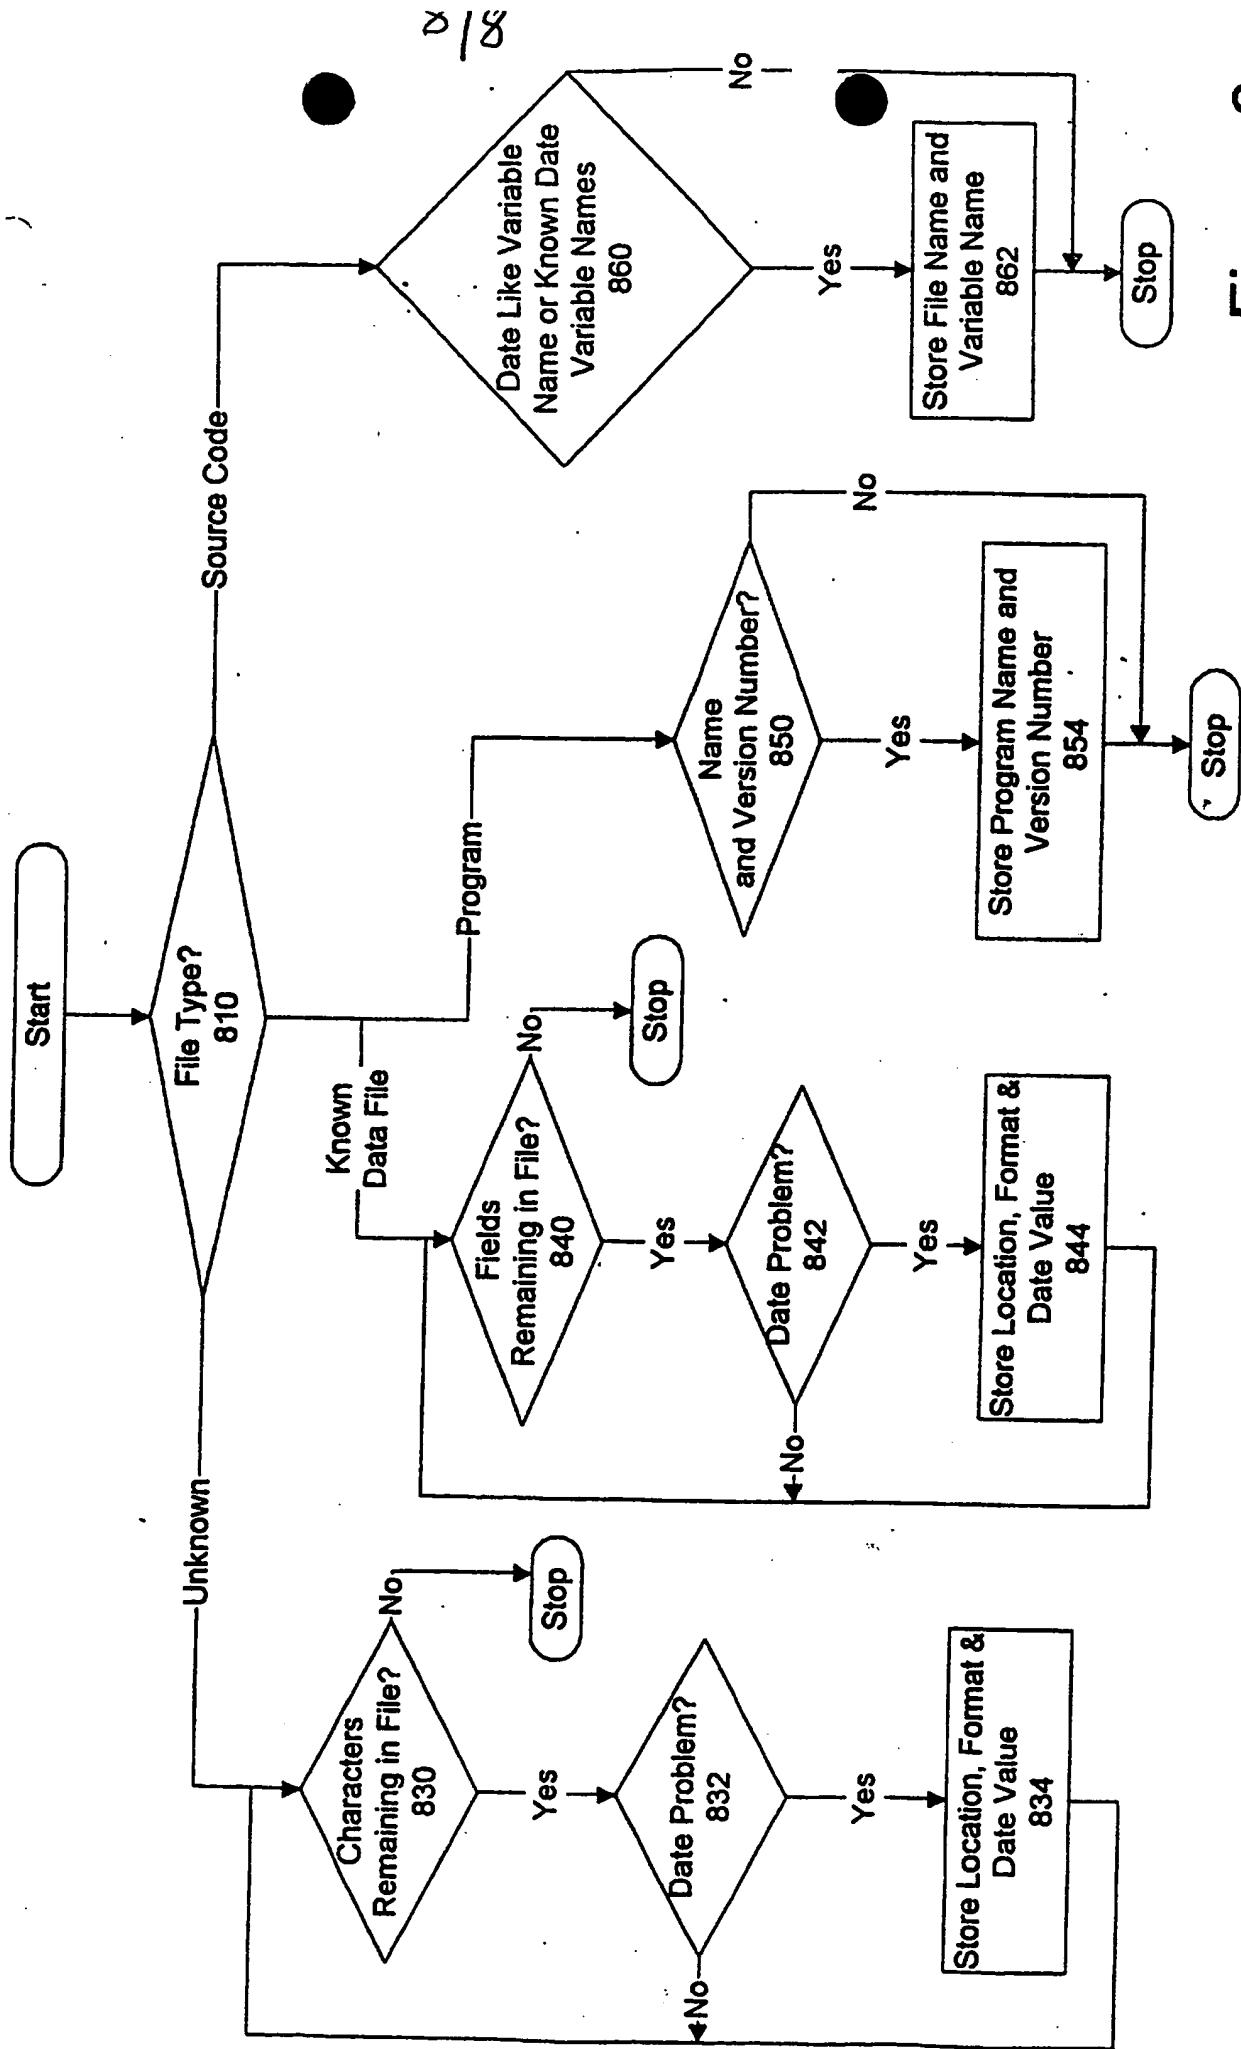 8/8
Start
File Type?
810
Unknown
Known
Data File
Program
Source Code
Characters
Remaining in File?
830
No
Stop
Yes
Date Problem?
832
No
Yes
Store Location, Format &
Date Value
834
Fields
Remaining in File?
840
No
Stop
Yes
Date Problem?
842
No
Yes
Store Location, Format &
Date Value
844
Name
and Version Number?
850
No
Yes
Store Program Name and
Version Number
854
Stop
Date Like Variable
Name or Known Date
Variable Names
860
No
Yes
Store File Name and
Variable Name
862
Stop